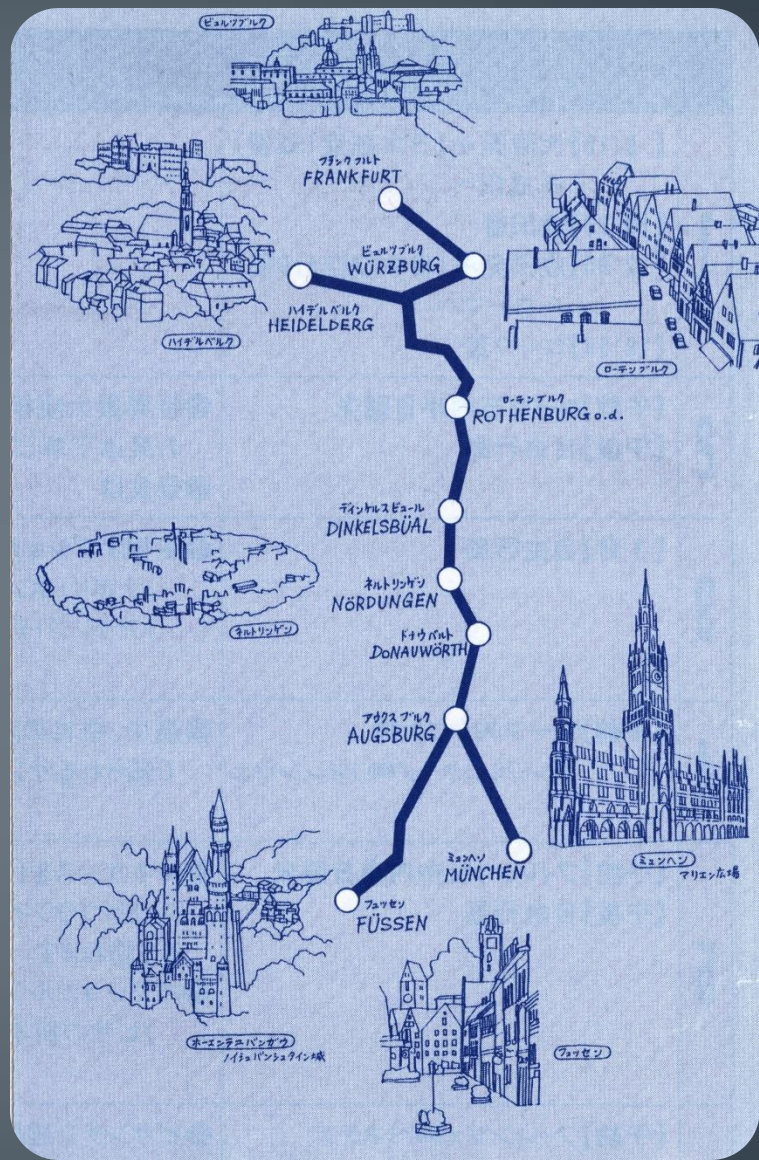 ビュルツブルク
フランクフルト
FRANKFURT
ビュルツブルク
WÜRZBURG
ハイデルベルク
HEIDELDERG
ハイデルベルク
ローテンブルク
ローテンブルク
ROTHENBURG o.d.
ディンケルスビュール
DINKELSBÜAL
ネルトリンゲン
NÖRDUNGEN
ネルトリンゲン
ドナウバルト
DONAUWÖRTH
アウクスブルク
AUGSBURG
ミュンヘン
MÜNCHEN
ミュンヘン
マリエン広場
フュッセン
FÜSSEN
ホーエンシュバンガウ
ノイシュバンシュタイン城
フュッセン